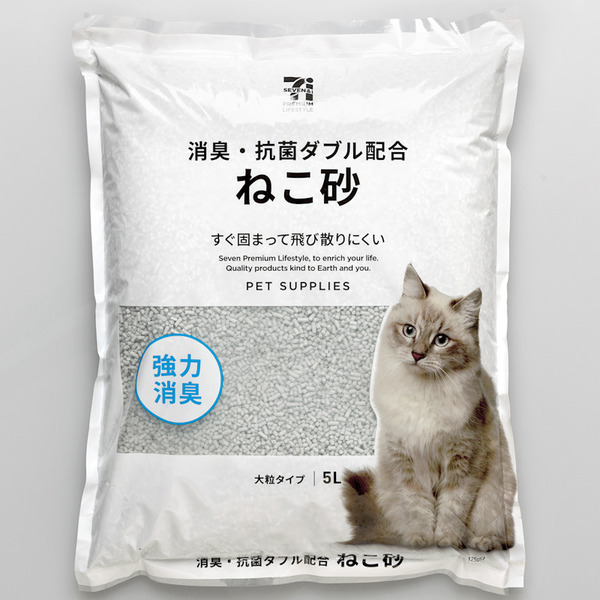 SEVEN&i
PREMIUM
LIFESTYLE
消臭・抗菌ダブル配合
ねこ砂
すぐ固まって飛び散りにくい
Seven Premium Lifestyle, to enrich your life.
Quality products kind to Earth and you.
PET SUPPLIES
強力
消臭
大粒タイプ 5L
消臭・抗菌ダブル配合 ねこ砂